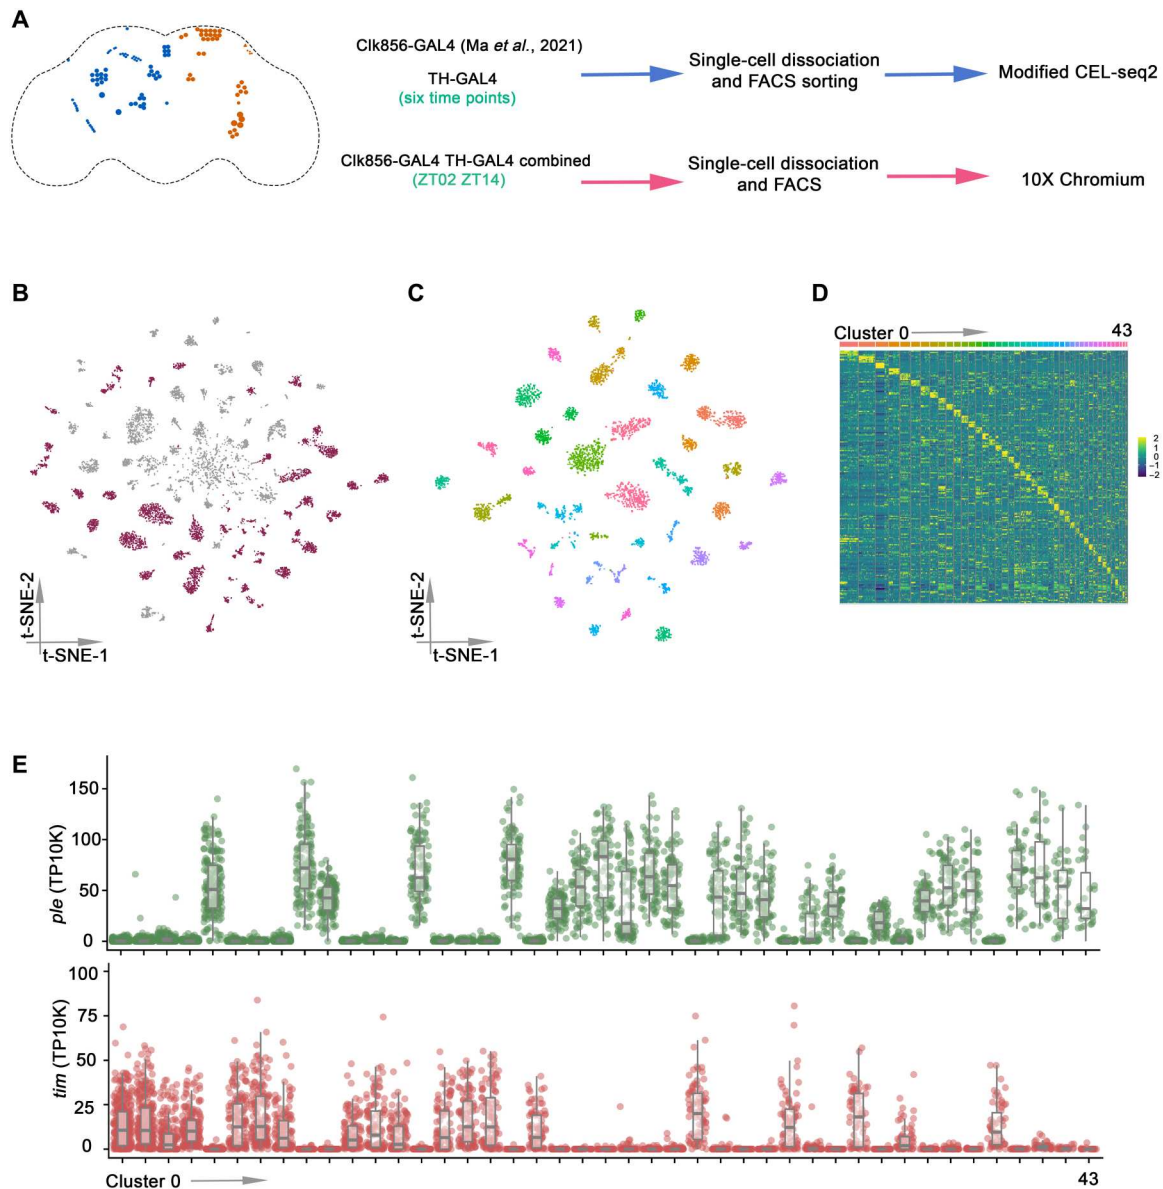 A
Clk856-GAL4 (Ma et al., 2021)
TH-GAL4
(six time points)
Single-cell dissociation
and FACS sorting
Modified CEL-seq2
Clk856-GAL4 TH-GAL4 combined
(ZT02 ZT14)
Single-cell dissociation
and FACS
10X Chromium
B
t-SNE-2
t-SNE-1
C
t-SNE-2
t-SNE-1
D
Cluster 0
43
2
1
0
−1
−2
E
ple (TP10K)
150
100
50
0
tim (TP10K)
100
75
50
25
0
Cluster 0
43